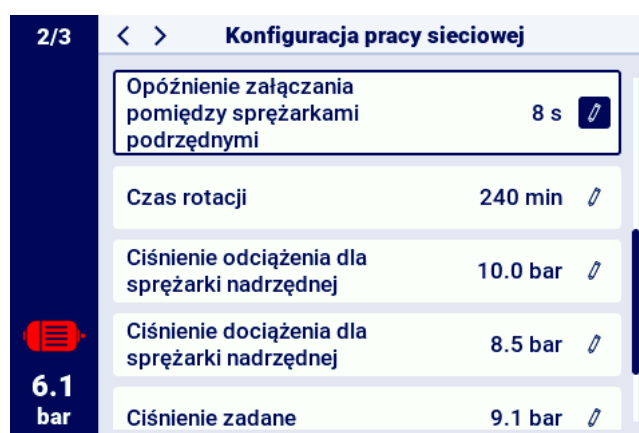 2/3
< > Konfiguracja pracy sieciowej
Opóźnienie załączania
pomiędzy sprężarkami
podrzędnymi
8 s
Czas rotacji 240 min
Ciśnienie odciążenia dla
sprężarki nadrzędnej
10.0 bar
Ciśnienie dociążenia dla
sprężarki nadrzędnej
8.5 bar
Ciśnienie zadane 9.1 bar
6.1
bar